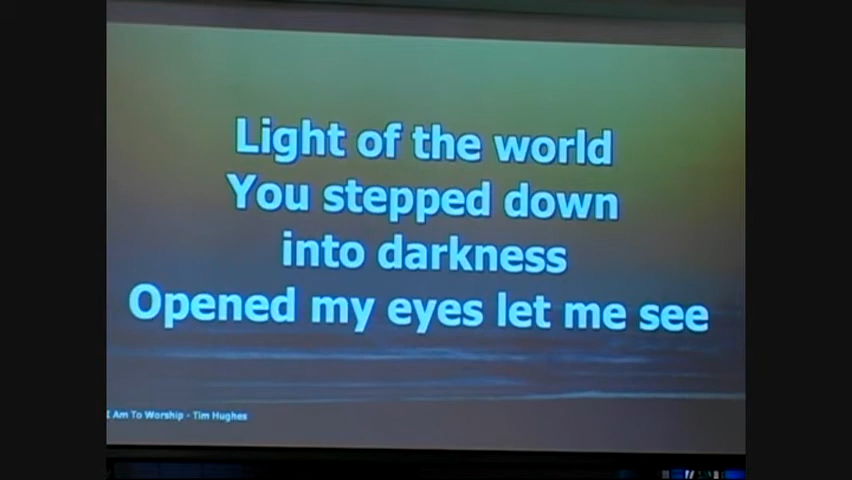 Light of the world
You stepped down
into darkness
Opened my eyes let me see
I Am To Worship - Tim Hughes